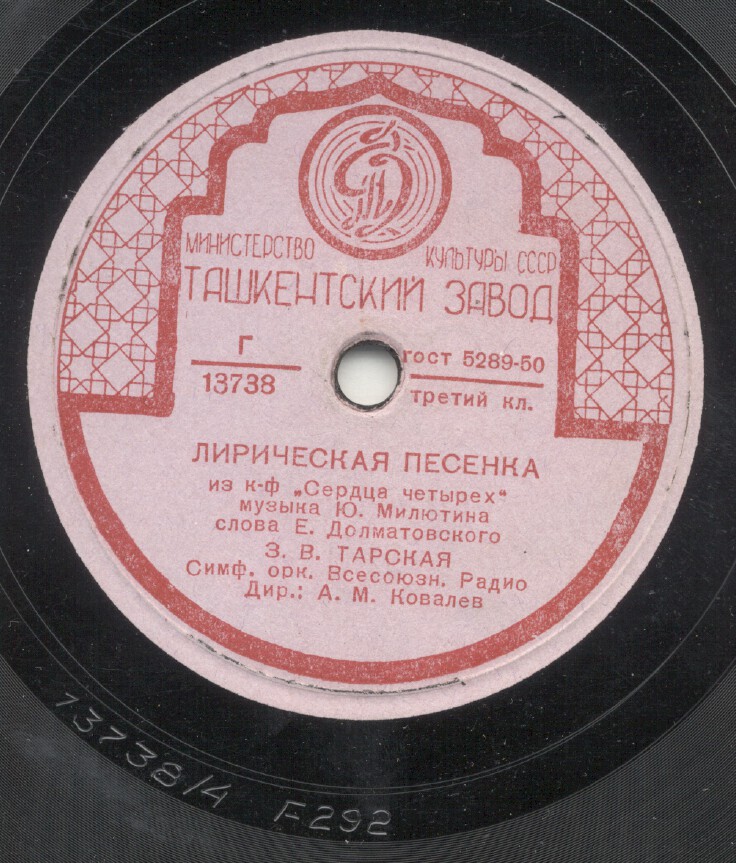 МИНИСТЕРСТВО КУЛЬТУРЫ СССР
ТАШКЕНТСКИЙ ЗАВОД
Г
13738
гост 5289-50
третий кл.
ЛИРИЧЕСКАЯ ПЕСЕНКА
из к-ф „Сердца четырех"
музыка Ю. Милютина
слова Е. Долматовского
З. В. ТАРСКАЯ
Симф. орк. Всесоюзн. Радио
Дир.: А. М. Ковалев
13738/4 F292